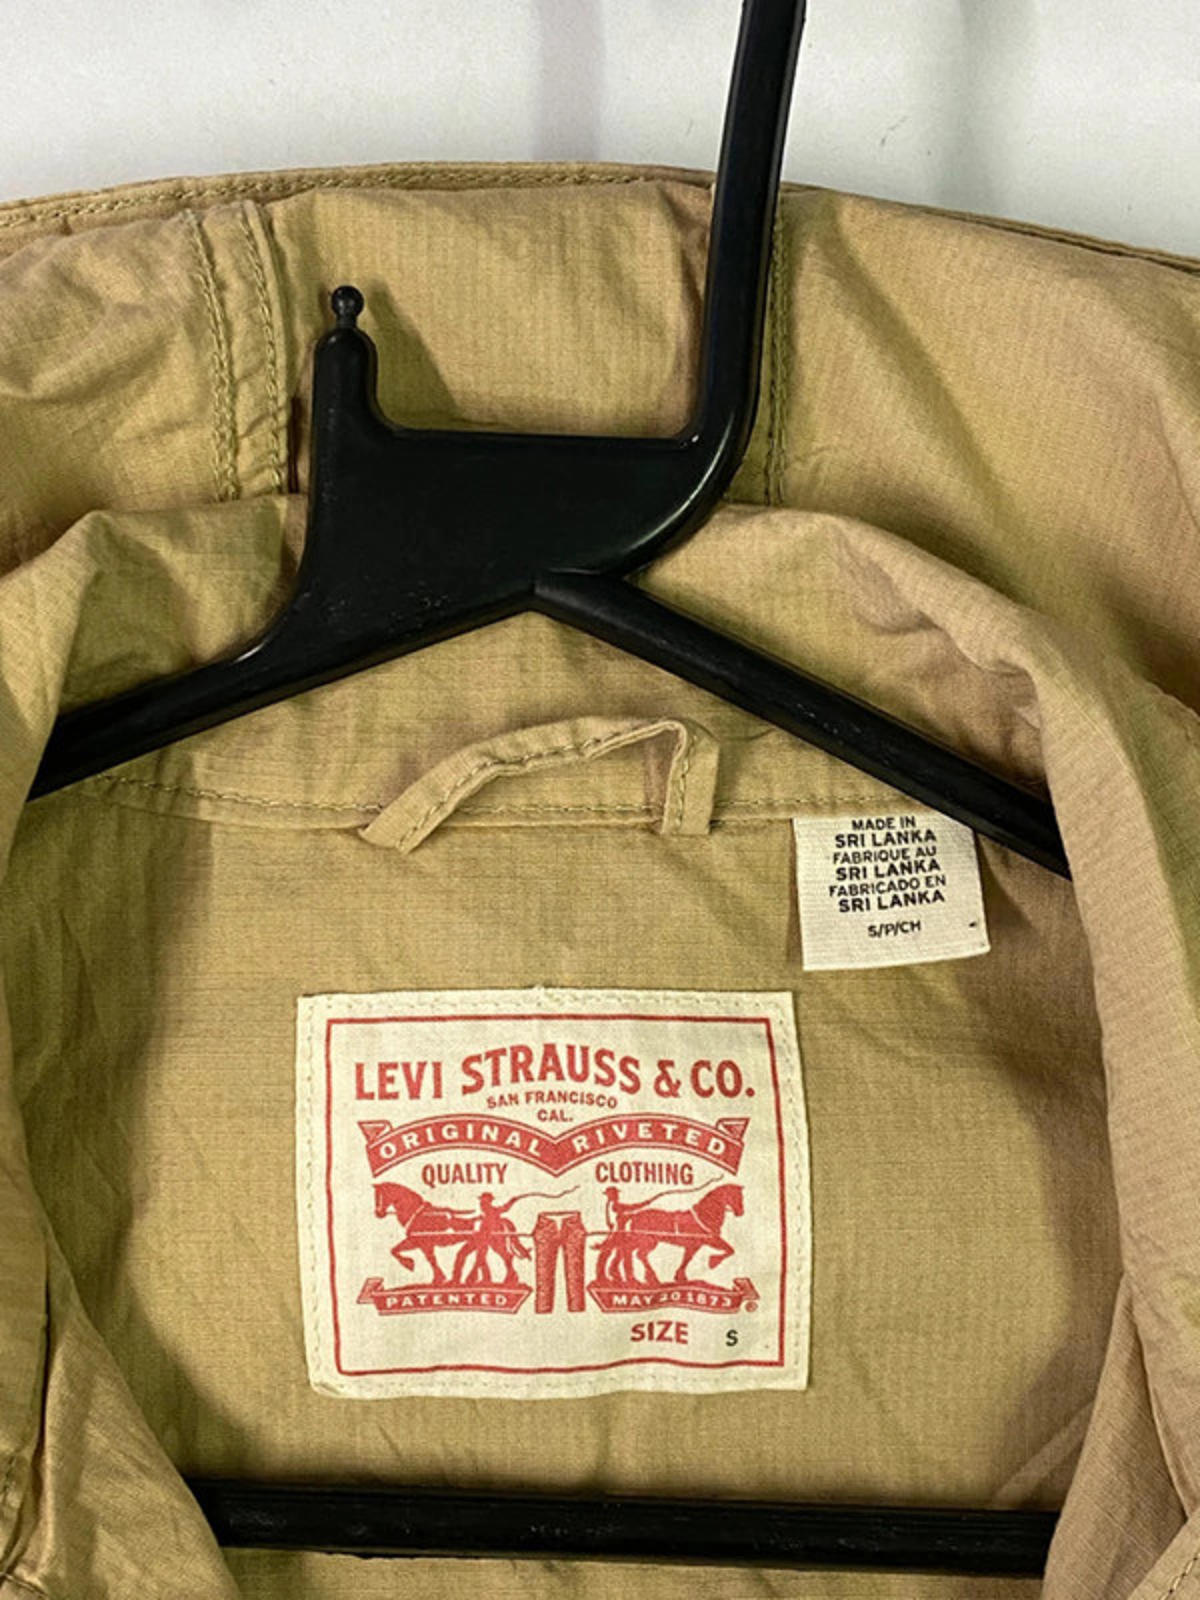 MADE IN
SRI LANKA
FABRIQUE AU
SRI LANKA
FABRICADO EN
SRI LANKA
S/P/CH
LEVI STRAUSS & CO.
SAN FRANCISCO
CAL.
ORIGINAL RIVETED
QUALITY CLOTHING
PATENTED MAY 20 1873 ®
SIZE S